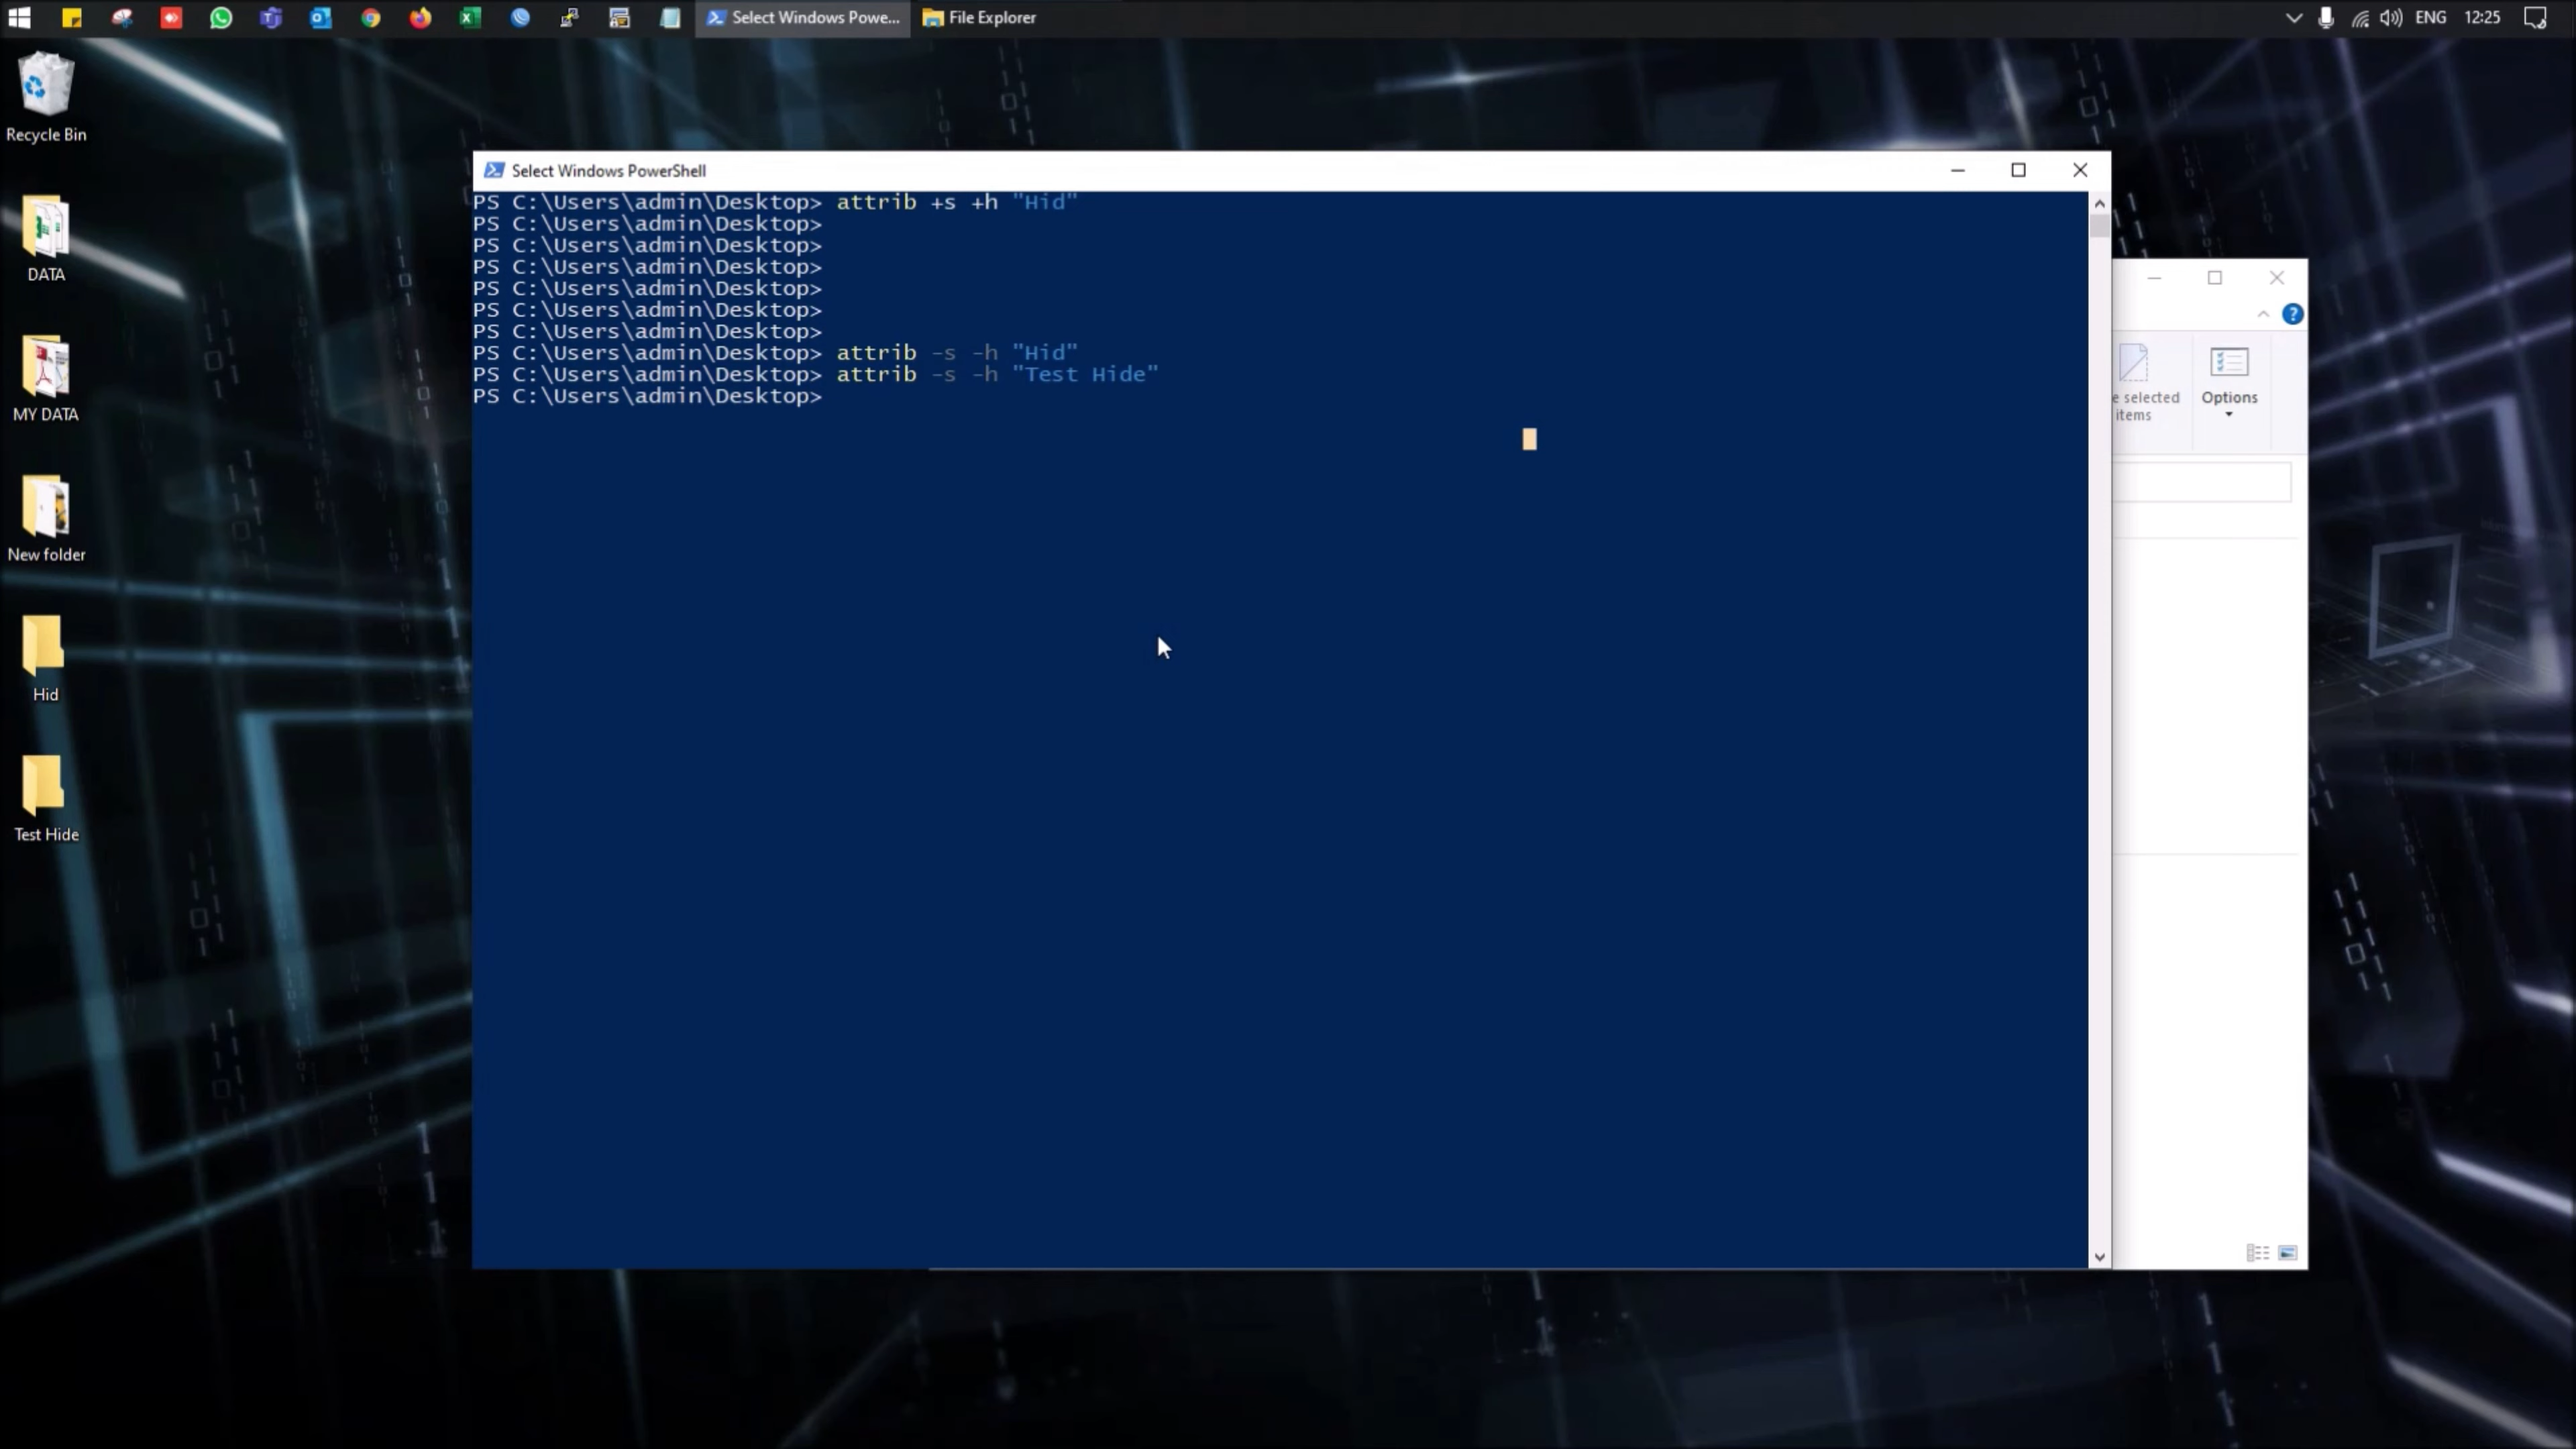 Select Windows Powe...
File Explorer
ENG
12:25
Recycle Bin
DATA
MY DATA
New folder
Hid
Test Hide
Select Windows PowerShell
PS C:\Users\admin\Desktop> attrib +s +h "Hid"
PS C:\Users\admin\Desktop>
PS C:\Users\admin\Desktop>
PS C:\Users\admin\Desktop>
PS C:\Users\admin\Desktop>
PS C:\Users\admin\Desktop>
PS C:\Users\admin\Desktop>
PS C:\Users\admin\Desktop> attrib -s -h "Hid"
PS C:\Users\admin\Desktop> attrib -s -h "Test Hide"
PS C:\Users\admin\Desktop>
e selected
items
Options